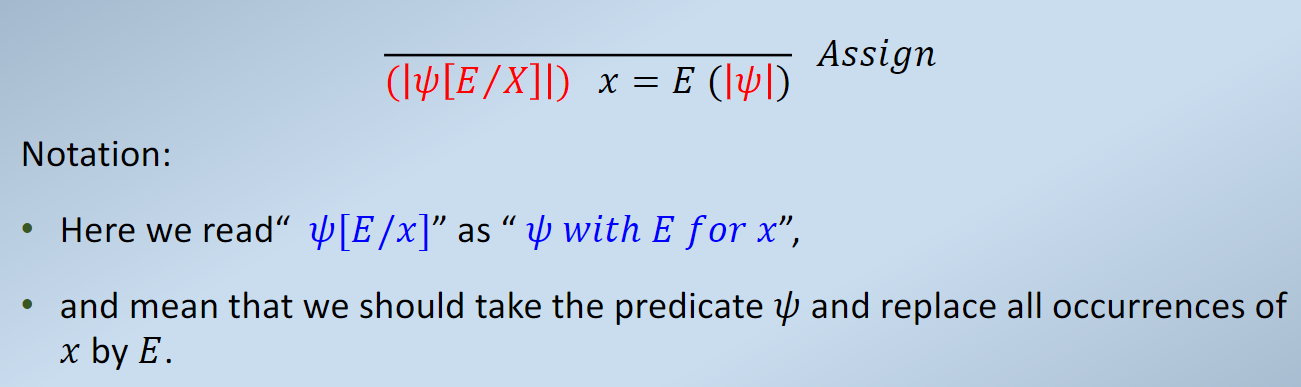 (|ψ[E/X]|) x = E (|ψ|) Assign
Notation:
• Here we read“ ψ[E/x]” as “ ψ with E for x”,
• and mean that we should take the predicate ψ and replace all occurrences of
x by E.